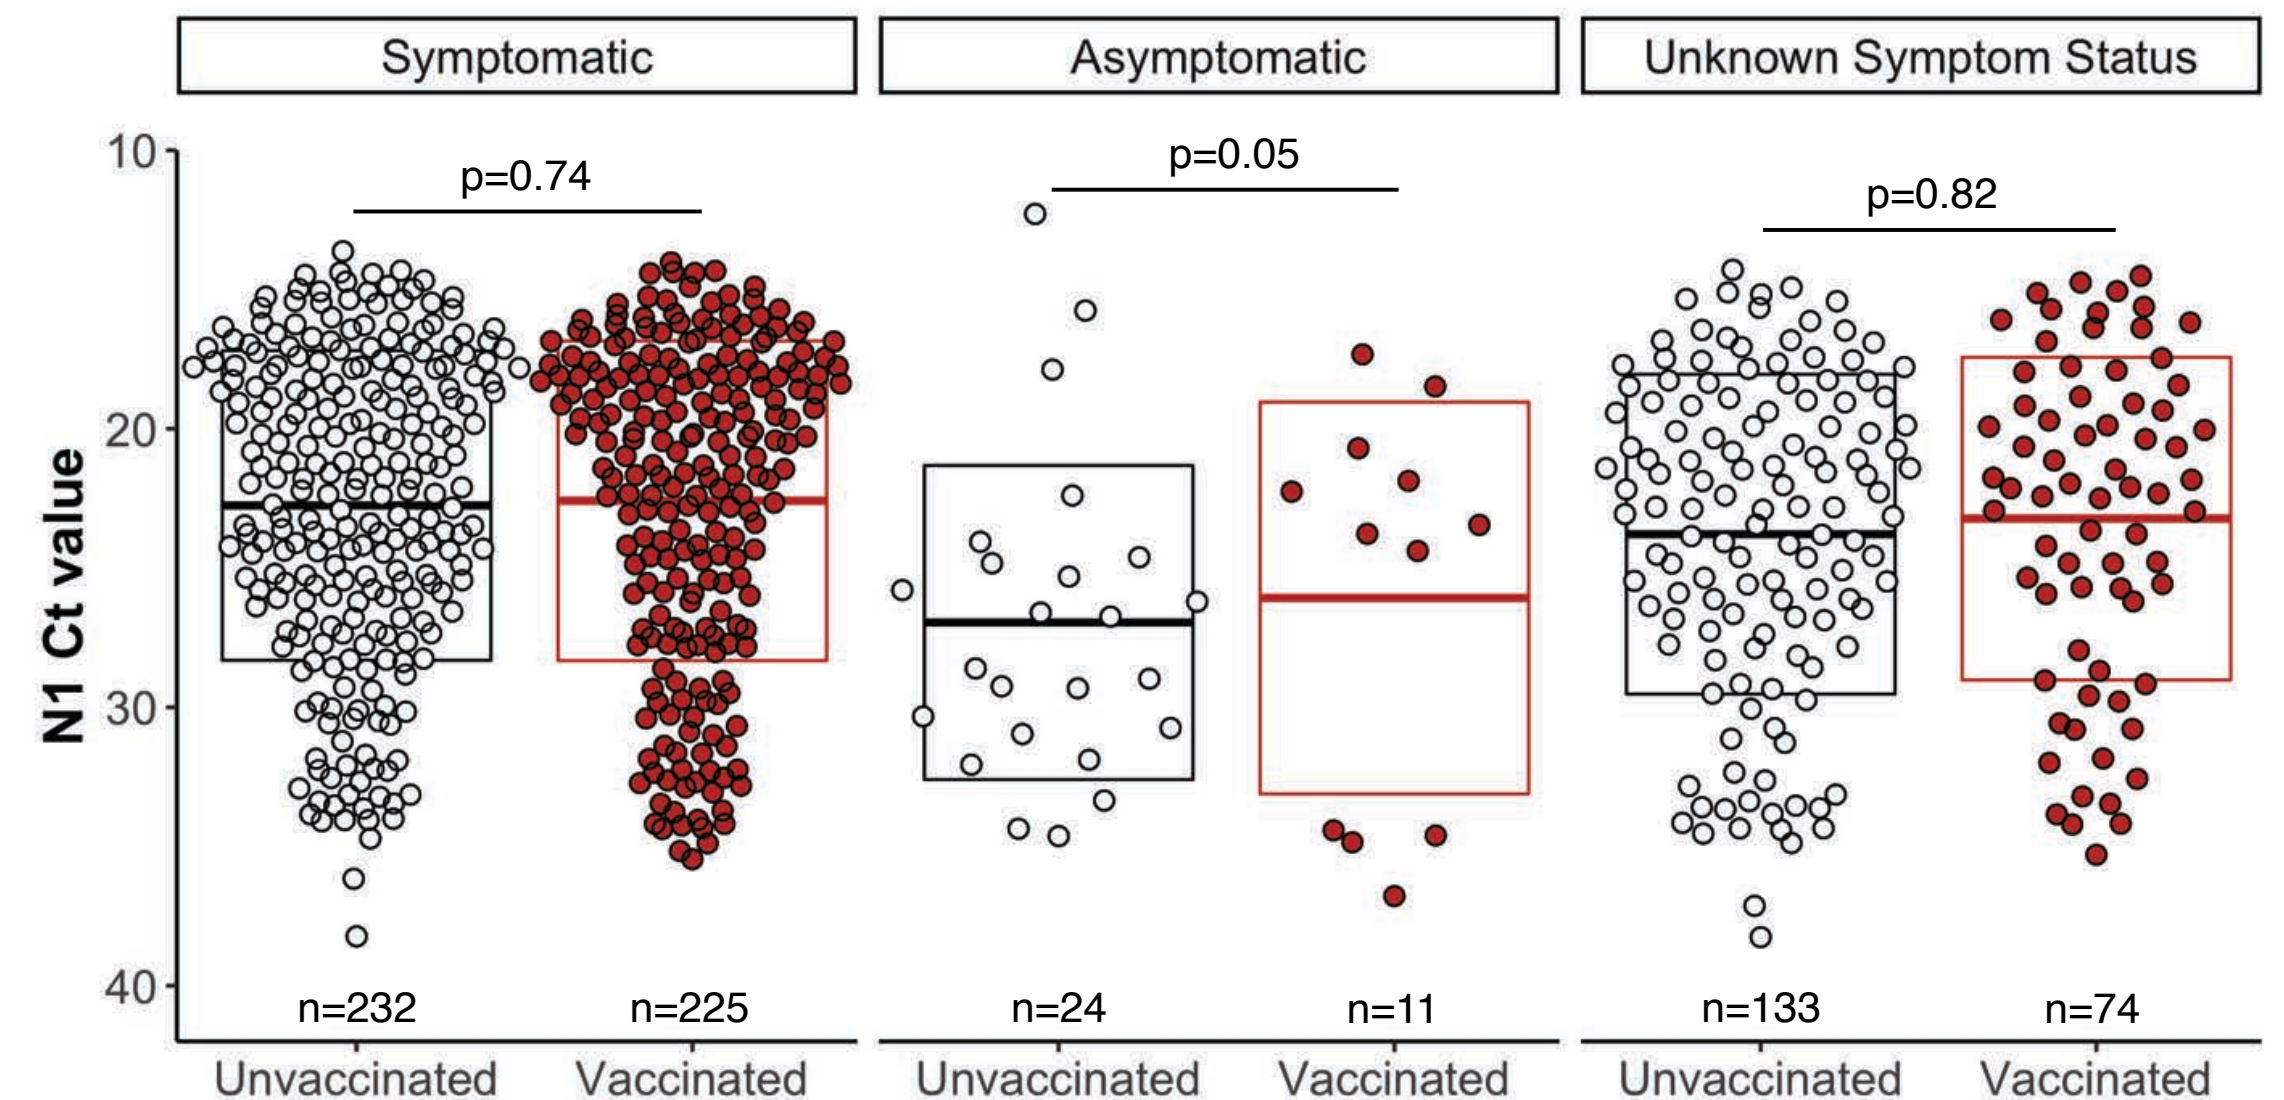 Symptomatic
Asymptomatic
Unknown Symptom Status
N1 Ct value
10
20
30
40
p=0.74
p=0.05
p=0.82
n=232
n=225
n=24
n=11
n=133
n=74
Unvaccinated
Vaccinated
Unvaccinated
Vaccinated
Unvaccinated
Vaccinated